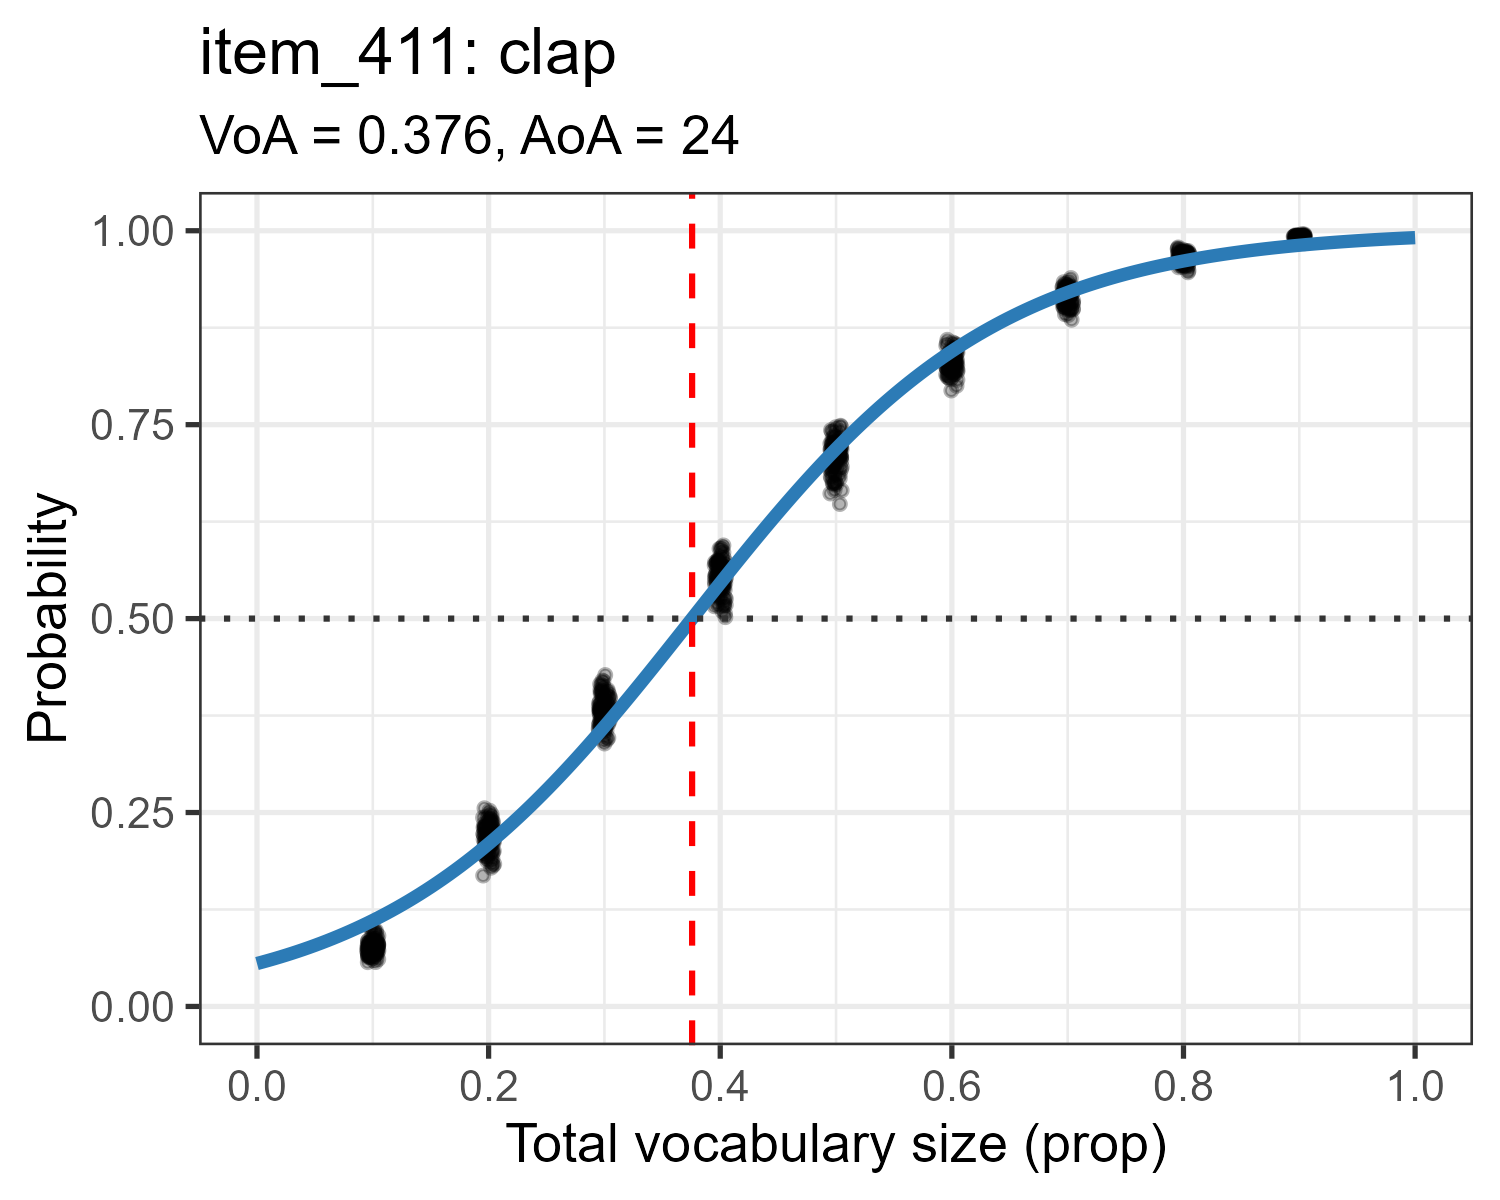 item_411: clap
VoA = 0.376, AoA = 24
1.00
0.75
0.50
0.25
0.00
Probability
0.0 0.2 0.4 0.6 0.8 1.0
Total vocabulary size (prop)